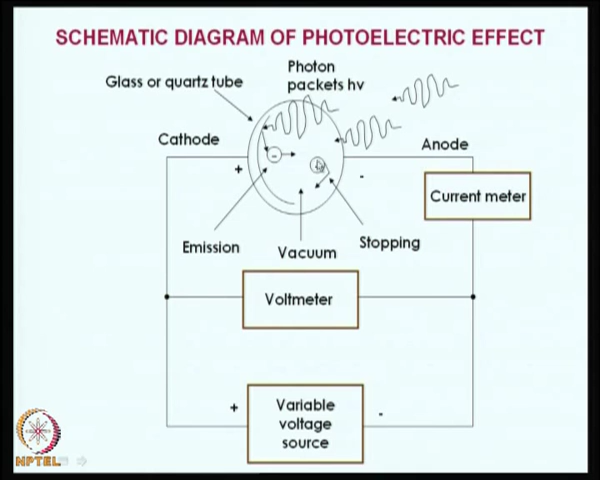 SCHEMATIC DIAGRAM OF PHOTOELECTRIC EFFECT
Photon
packets hv
Glass or quartz tube
Cathode
Anode
+
-
-
Current meter
Emission
Vacuum
Stopping
Voltmeter
+
-
Variable
voltage
source
NPTEL